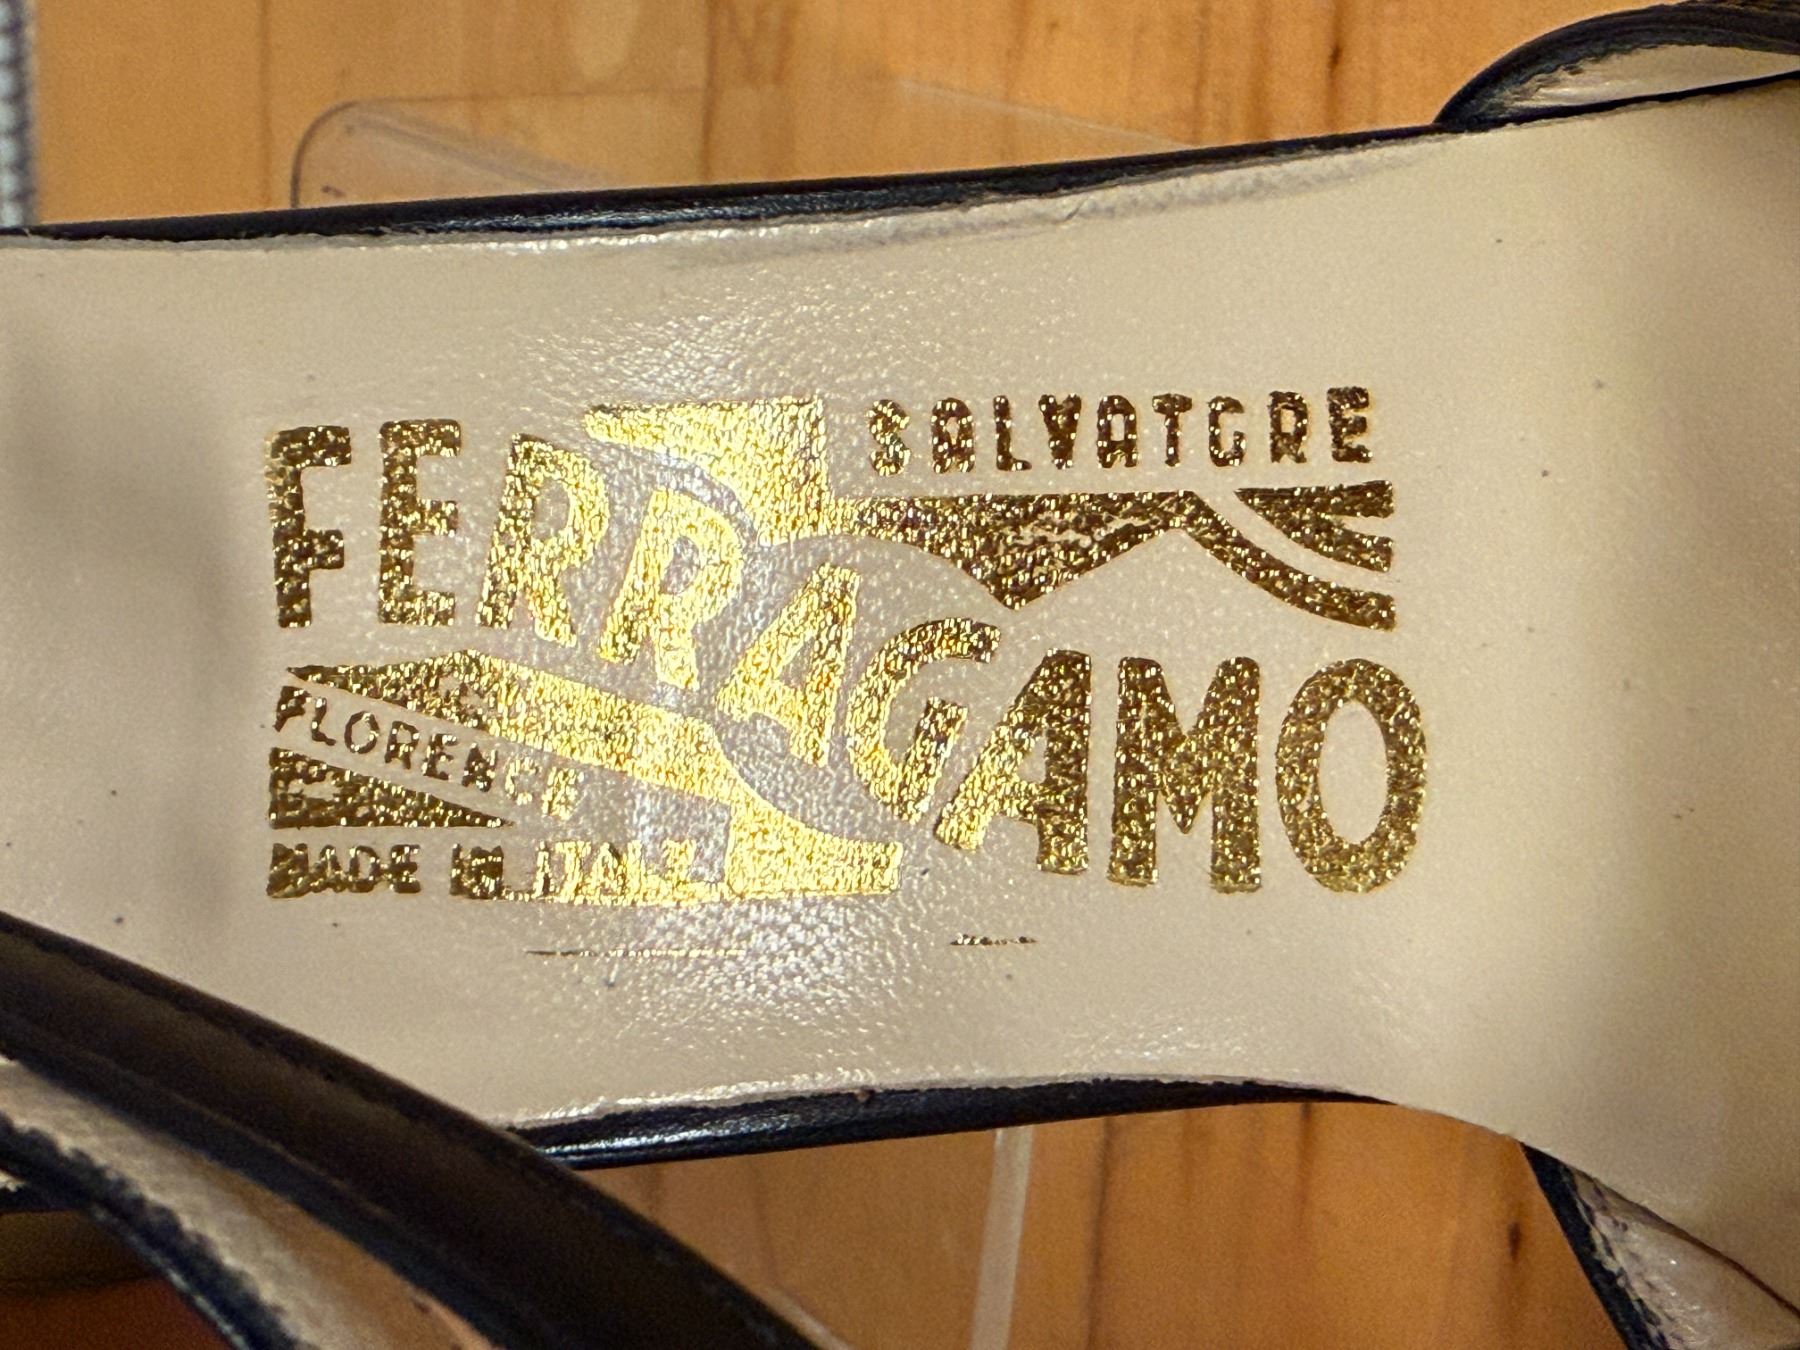 SALVATORE
FERRAGAMO
FLORENCE
MADE IN ITALY